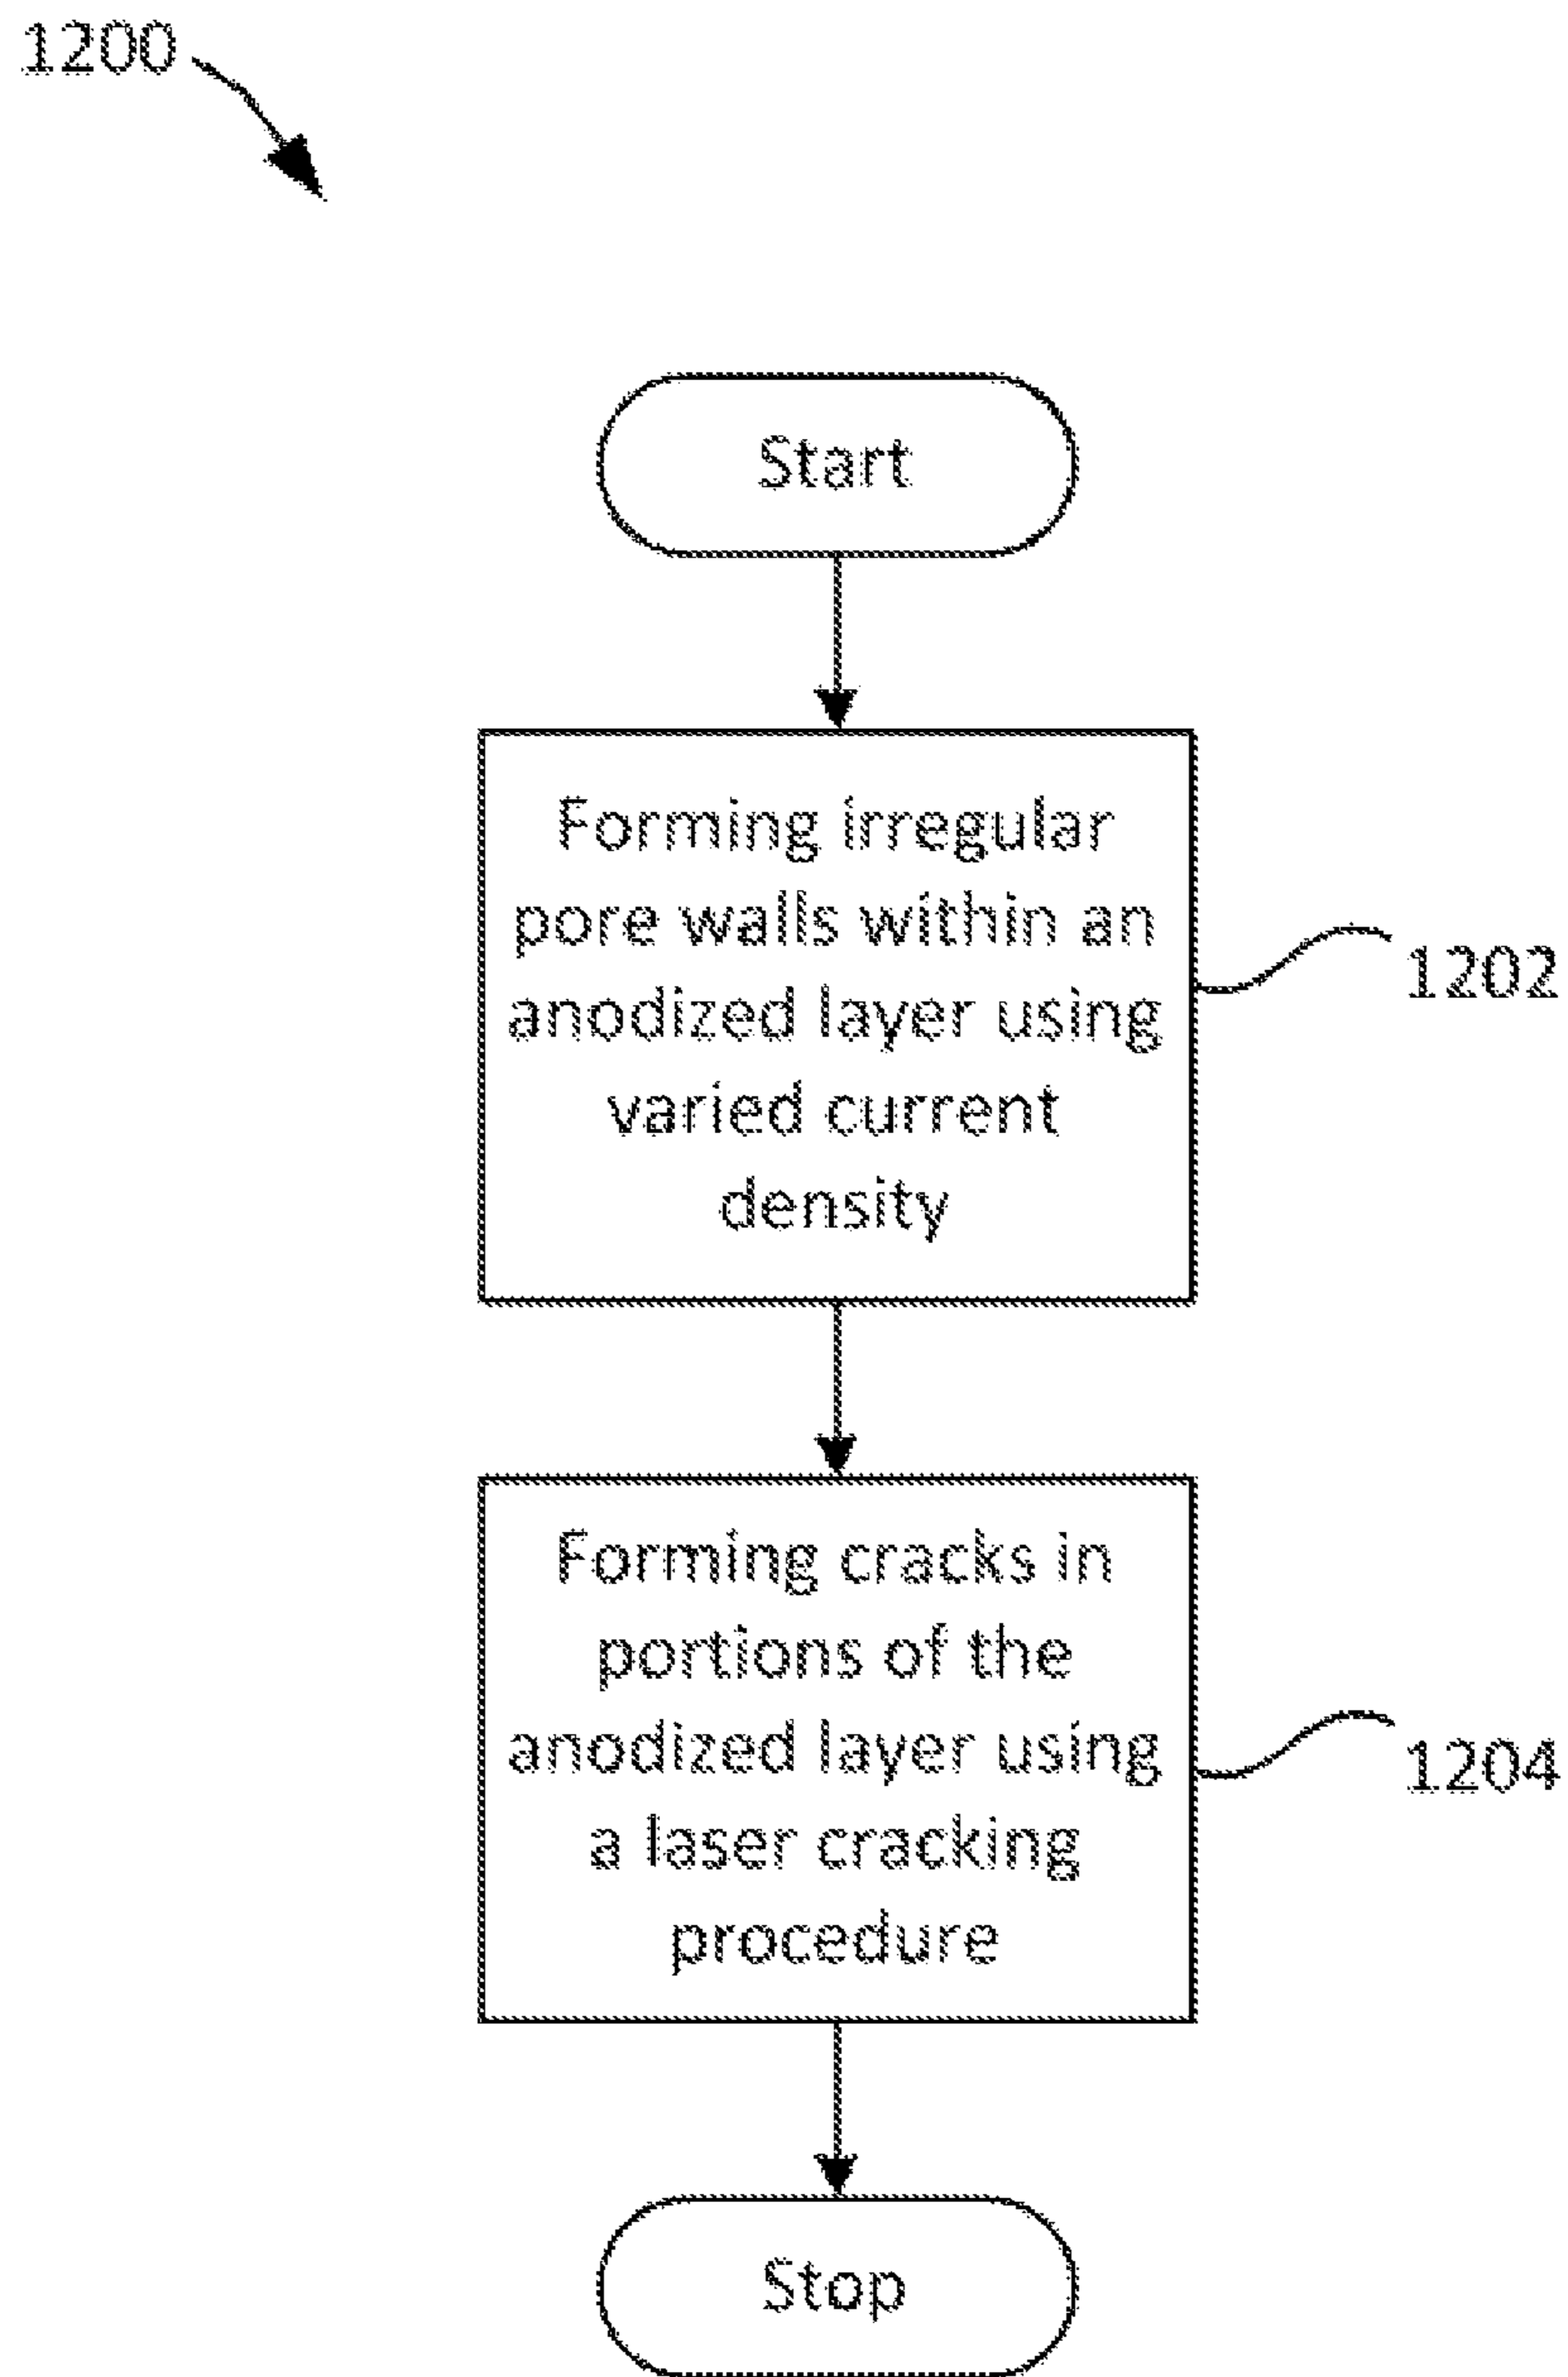 1200
Start
Forming irregular
pore walls within an
anodized layer using
varied current
density
1202
Forming cracks in
portions of the
anodized layer using
a laser cracking
procedure
1204
Stop